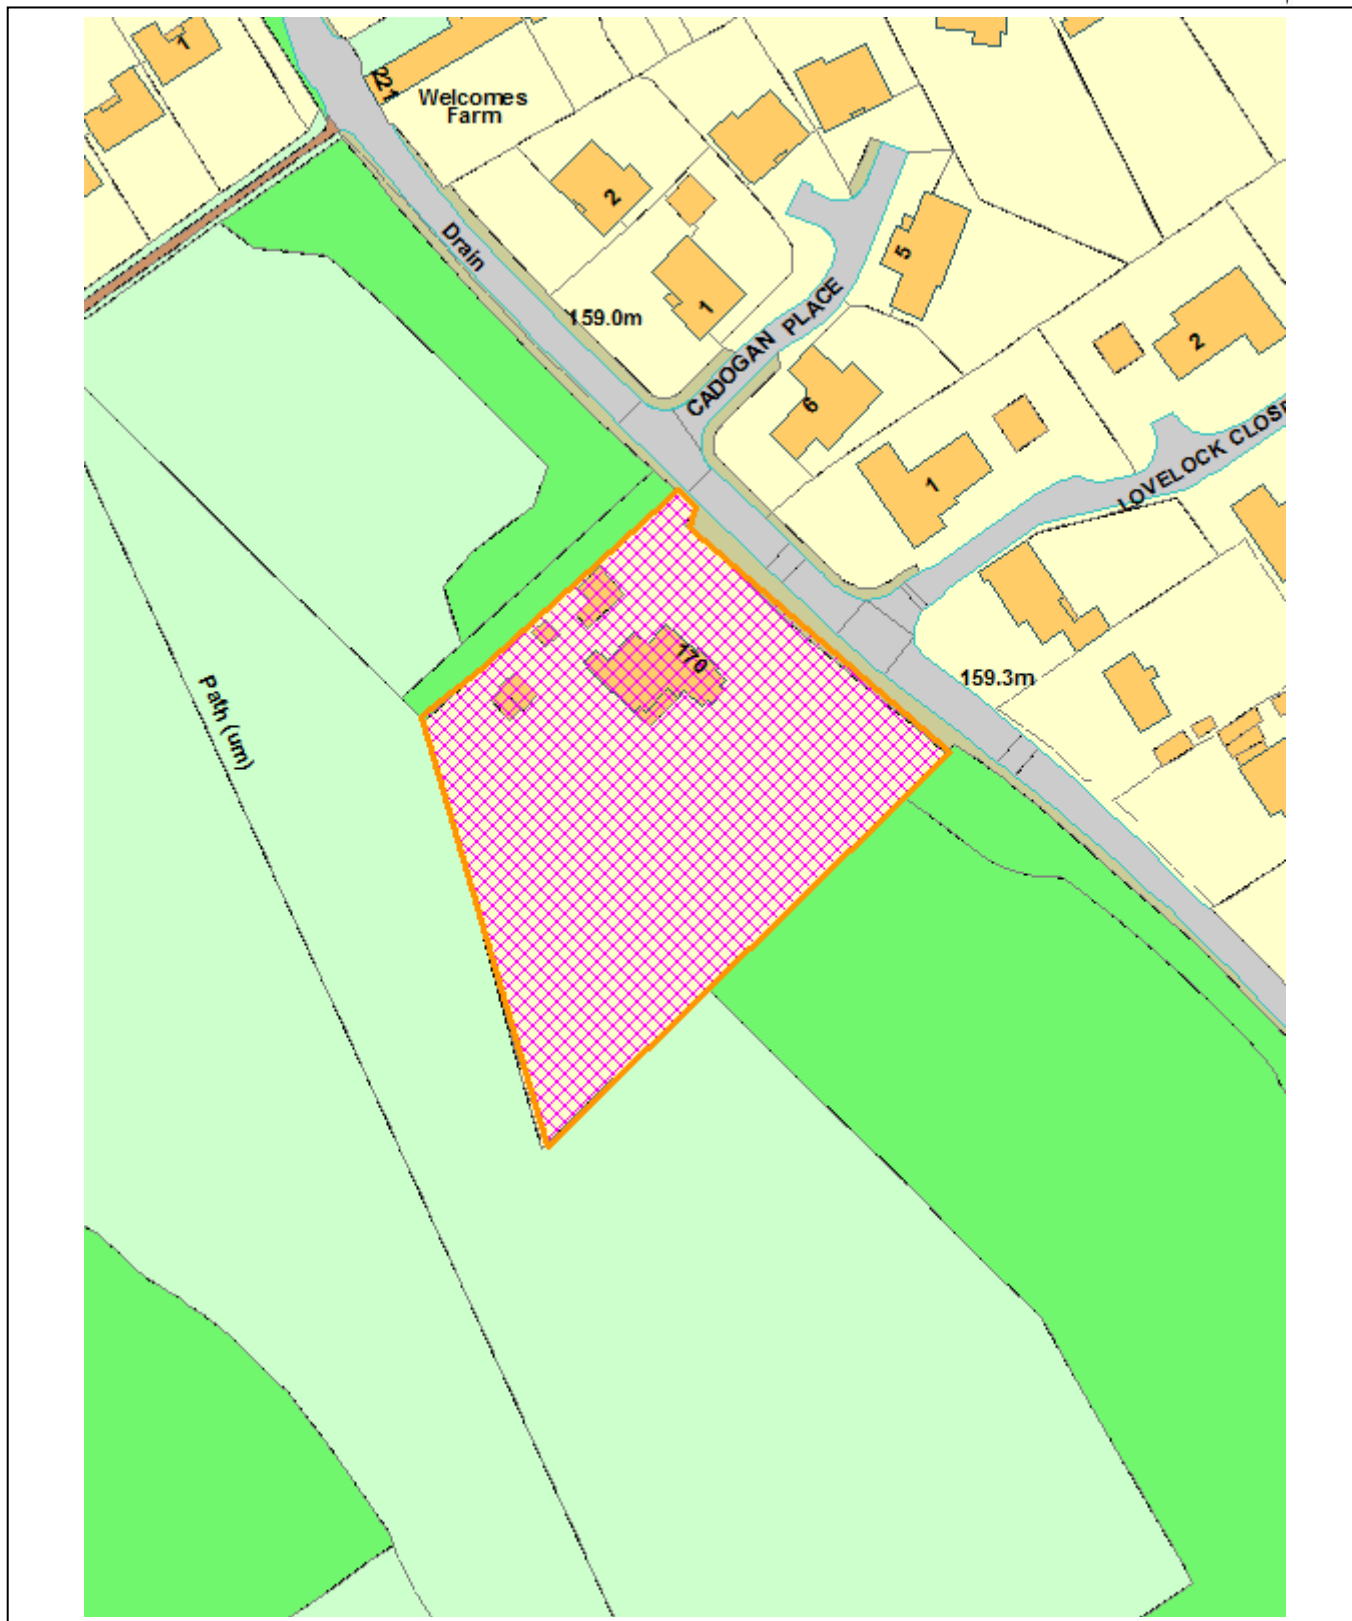 1
221
Welcomes
Farm
2
Drain
5
1
159.0m
CADOGAN PLACE
2
6
1
LOVELOCK CLOSE
170
159.3m
Path (um)